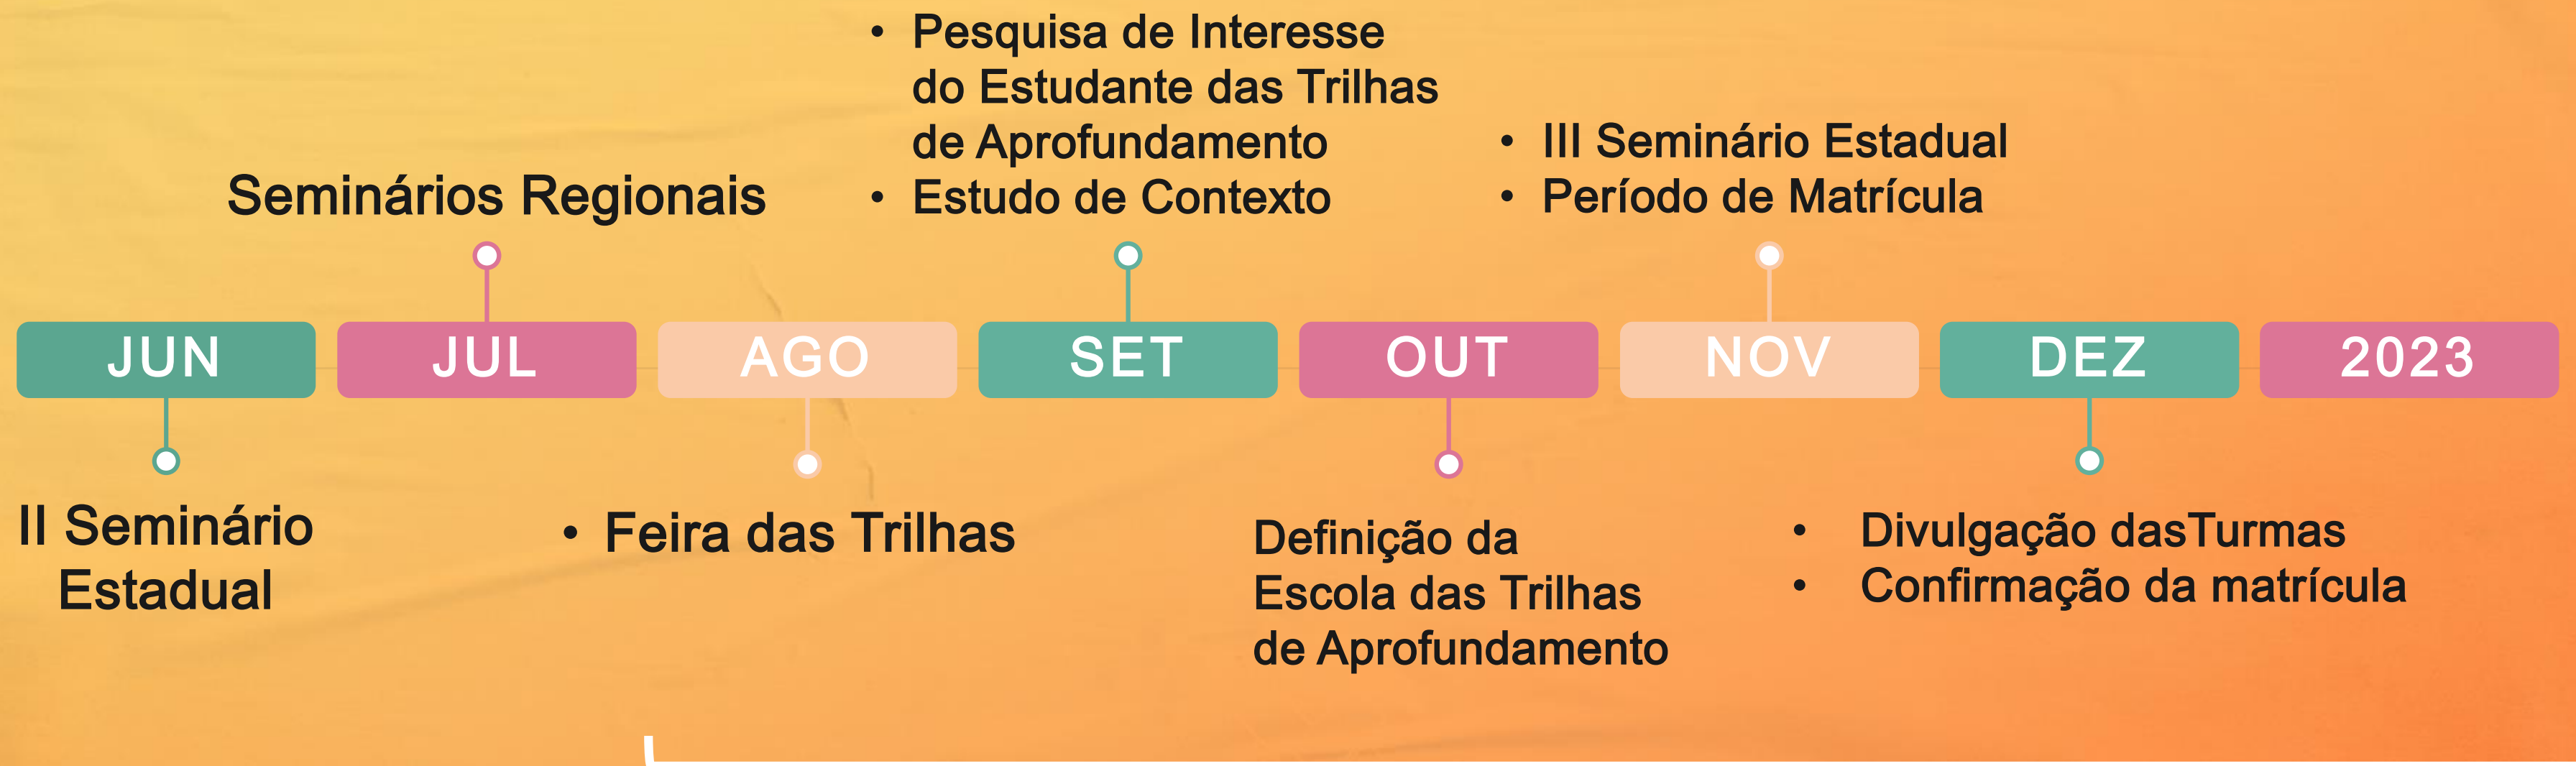 • Pesquisa de Interesse
do Estudante das Trilhas
de Aprofundamento
• Estudo de Contexto
• III Seminário Estadual
• Período de Matrícula
Seminários Regionais
JUN
JUL
AGO
SET
OUT
NOV
DEZ
2023
II Seminário
Estadual
• Feira das Trilhas
Definição da
Escola das Trilhas
de Aprofundamento
• Divulgação dasTurmas
• Confirmação da matrícula